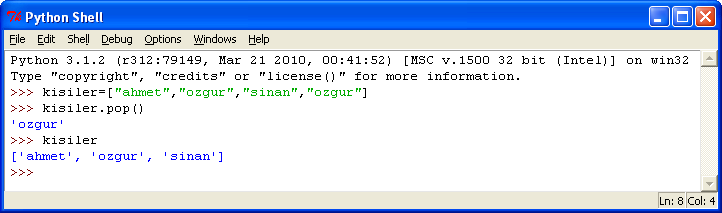 Python Shell
File Edit Shell Debug Options Windows Help
Python 3.1.2 (r312:79149, Mar 21 2010, 00:41:52) [MSC v.1500 32 bit (Intel)] on win32
Type "copyright", "credits" or "license()" for more information.
>>> kisiler=["ahmet","ozgur","sinan","ozgur"]
>>> kisiler.pop()
'ozgur'
>>> kisiler
['ahmet', 'ozgur', 'sinan']
>>>
Ln: 8 Col: 4